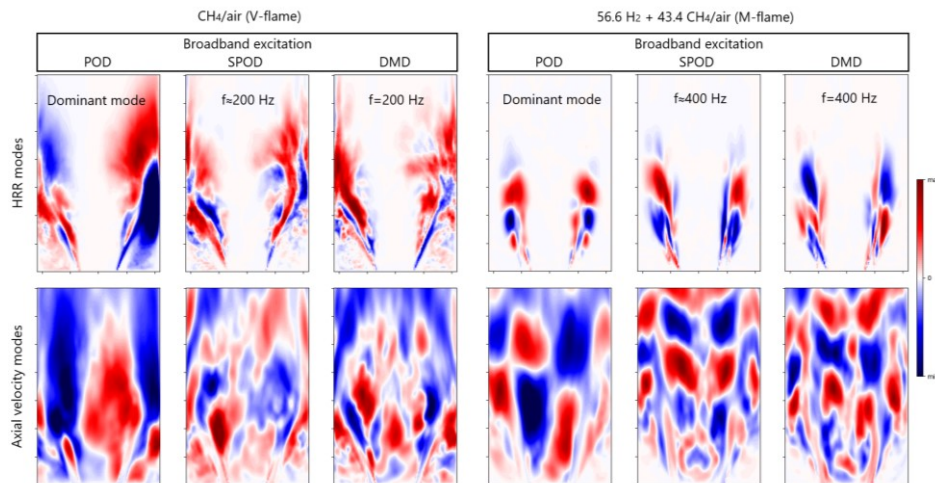 CH₄/air (V-flame)
56.6 H₂ + 43.4 CH₄/air (M-flame)
Broadband excitation
Broadband excitation
POD SPOD DMD
POD SPOD DMD
Dominant mode f≈200 Hz f=200 Hz
Dominant mode f≈400 Hz f=400 Hz
HRR modes
Axial velocity modes
0